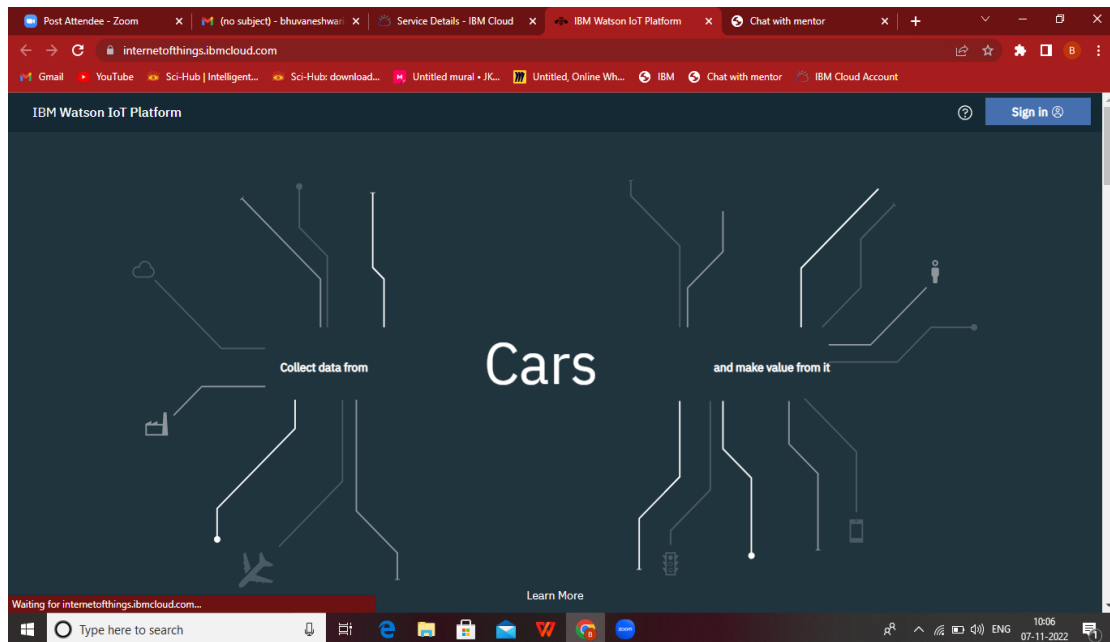 Post Attendee - Zoom
(no subject) - bhuvaneshwari
Service Details - IBM Cloud
IBM Watson IoT Platform
Chat with mentor
internetofthings.ibmcloud.com
B
Gmail
YouTube
Sci-Hub | Intelligent...
Sci-Hub: download...
Untitled mural • JK...
Untitled, Online Wh...
IBM
Chat with mentor
IBM Cloud Account
IBM Watson IoT Platform
Sign in
Collect data from
Cars
and make value from it
Learn More
Waiting for internetofthings.ibmcloud.com...
Type here to search
zoom
ENG
10:06
07-11-2022